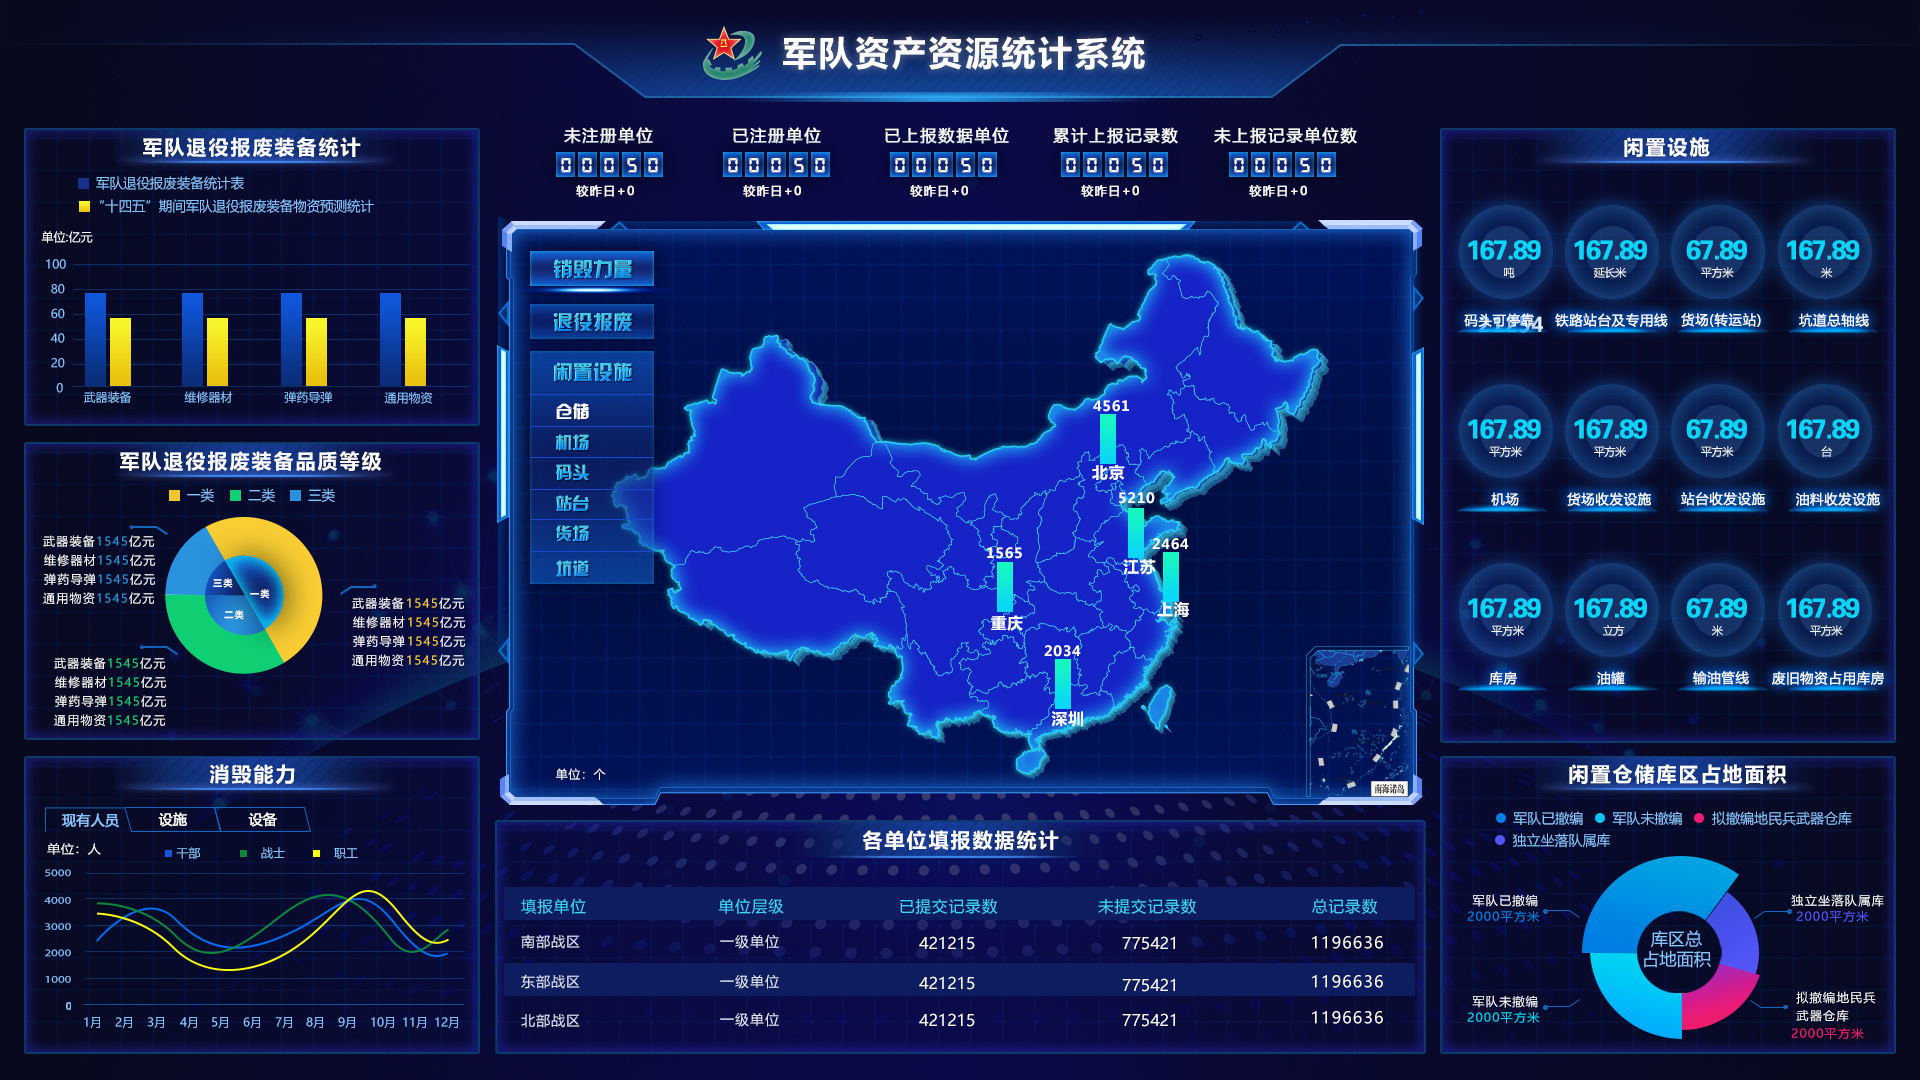 军队资产资源统计系统
未注册单位
00050
较昨日+0
已注册单位
00050
较昨日+0
已上报数据单位
00050
较昨日+0
累计上报记录数
00050
较昨日+0
未上报记录单位数
00050
较昨日+0
军队退役报废装备统计
军队退役报废装备统计表
“十四五”期间军队退役报废装备物资预测统计
单位:亿元
100
80
60
40
20
0
武器装备 维修器材 弹药导弹 通用物资
军队退役报废装备品质等级
一类 二类 三类
武器装备1545亿元
维修器材1545亿元
弹药导弹1545亿元
通用物资1545亿元
三类
一类
二类
武器装备1545亿元
维修器材1545亿元
弹药导弹1545亿元
通用物资1545亿元
武器装备1545亿元
维修器材1545亿元
弹药导弹1545亿元
通用物资1545亿元
消毁能力
现有人员 设施 设备
单位：人
干部 战士 职工
5000
4000
3000
2000
1000
0
1月 2月 3月 4月 5月 6月 7月 8月 9月 10月 11月 12月
销毁力量
退役报废
闲置设施
仓储
机场
码头
站台
货场
坑道
4561
北京
5210
江苏
2464
上海
1565
重庆
2034
深圳
单位：个
南海诸岛
各单位填报数据统计
填报单位 单位层级 已提交记录数 未提交记录数 总记录数
南部战区 一级单位 421215 775421 1196636
东部战区 一级单位 421215 775421 1196636
北部战区 一级单位 421215 775421 1196636
闲置设施
167.89 167.89 67.89 167.89
吨 延长米 平方米 米
码头可停靠 铁路站台及专用线 货场(转运站) 坑道总轴线
167.89 167.89 67.89 167.89
平方米 平方米 平方米 台
机场 货场收发设施 站台收发设施 油料收发设施
167.89 167.89 67.89 167.89
平方米 立方 米 平方米
库房 油罐 输油管线 废旧物资占用库房
闲置仓储库区占地面积
军队已撤编 军队未撤编 拟撤编地民兵武器仓库
独立坐落队属库
军队已撤编
2000平方米
独立坐落队属库
2000平方米
库区总
占地面积
军队未撤编
2000平方米
拟撤编地民兵
武器仓库
2000平方米